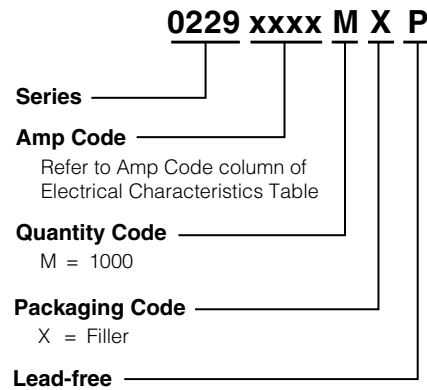 0229 xxxx M X P
Series
Amp Code
Refer to Amp Code column of
Electrical Characteristics Table
Quantity Code
M = 1000
Packaging Code
X = Filler
Lead-free